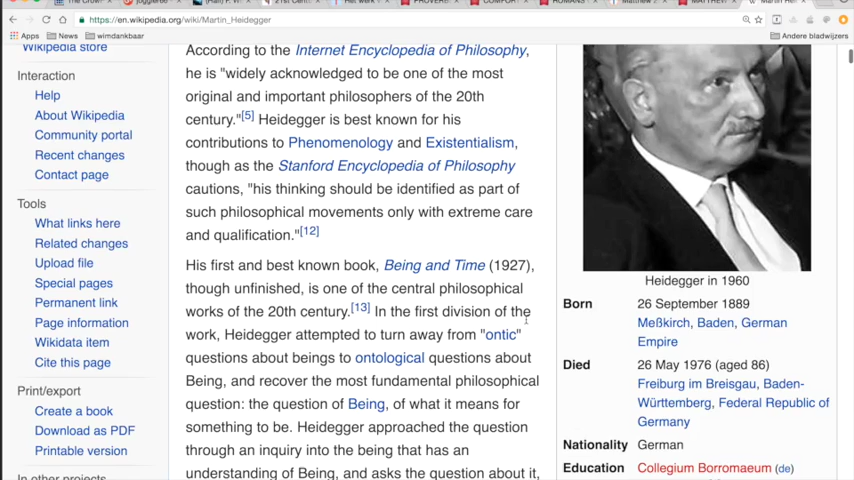 https://en.wikipedia.org/wiki/Martin_Heidegger
Apps News wimdankbaar Andere bladwijzers
Wikipedia store
Interaction
Help
About Wikipedia
Community portal
Recent changes
Contact page
Tools
What links here
Related changes
Upload file
Special pages
Permanent link
Page information
Wikidata item
Cite this page
Print/export
Create a book
Download as PDF
Printable version
In other projects
According to the Internet Encyclopedia of Philosophy,
he is "widely acknowledged to be one of the most
original and important philosophers of the 20th
century."[5] Heidegger is best known for his
contributions to Phenomenology and Existentialism,
though as the Stanford Encyclopedia of Philosophy
cautions, "his thinking should be identified as part of
such philosophical movements only with extreme care
and qualification."[12]
His first and best known book, Being and Time (1927),
though unfinished, is one of the central philosophical
works of the 20th century.[13] In the first division of the
work, Heidegger attempted to turn away from "ontic"
questions about beings to ontological questions about
Being, and recover the most fundamental philosophical
question: the question of Being, of what it means for
something to be. Heidegger approached the question
through an inquiry into the being that has an
understanding of Being, and asks the question about it,
Heidegger in 1960
Born 26 September 1889
Meßkirch, Baden, German
Empire
Died 26 May 1976 (aged 86)
Freiburg im Breisgau, Baden-
Württemberg, Federal Republic of
Germany
Nationality German
Education Collegium Borromaeum (de)